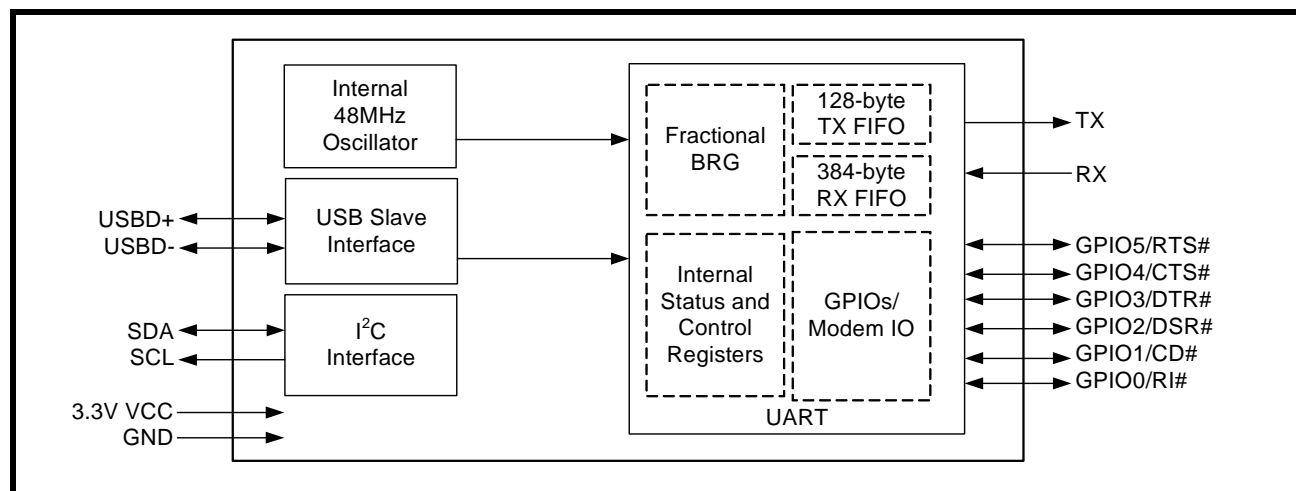 Internal
48MHz
Oscillator
USBD+
USBD-
USB Slave
Interface
SDA
SCL
I²C
Interface
3.3V VCC
GND
Fractional
BRG
128-byte
TX FIFO
384-byte
RX FIFO
Internal
Status and
Control
Registers
GPIOs/
Modem IO
UART
TX
RX
GPIO5/RTS#
GPIO4/CTS#
GPIO3/DTR#
GPIO2/DSR#
GPIO1/CD#
GPIO0/RI#